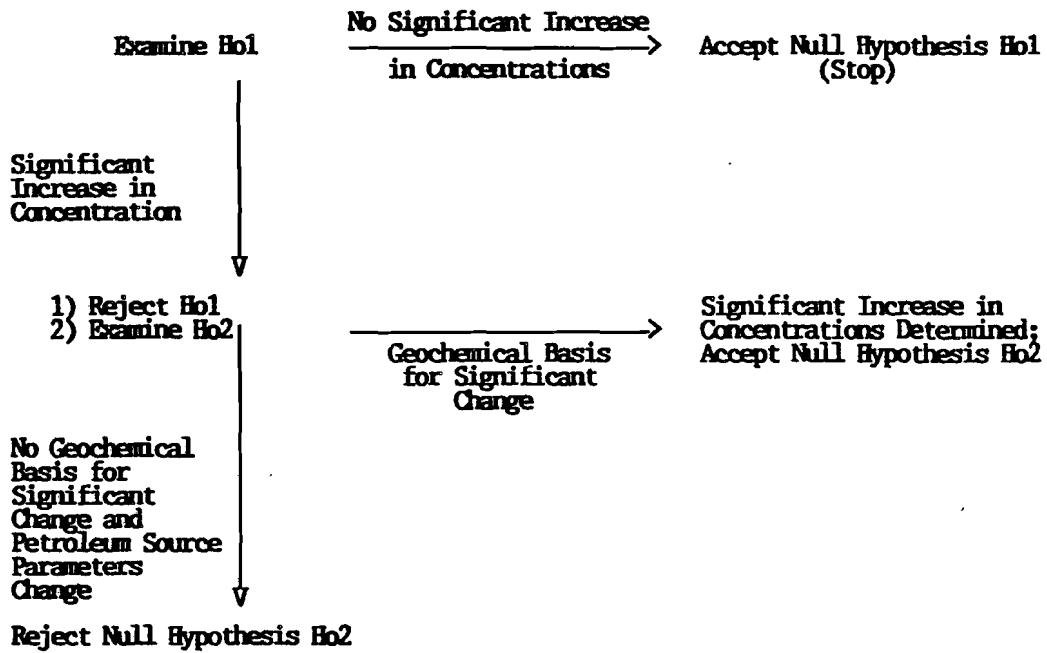 No Significant Increase
Examine Ho1
in Concentrations
Accept Null Hypothesis Ho1
(Stop)
Significant
Increase in
Concentration
1) Reject Ho1
2) Examine Ho2
Geochemical Basis
for Significant
Change
Significant Increase in
Concentrations Determined;
Accept Null Hypothesis Ho2
No Geochemical
Basis for
Significant
Change and
Petroleum Source
Parameters
Change
Reject Null Hypothesis Ho2